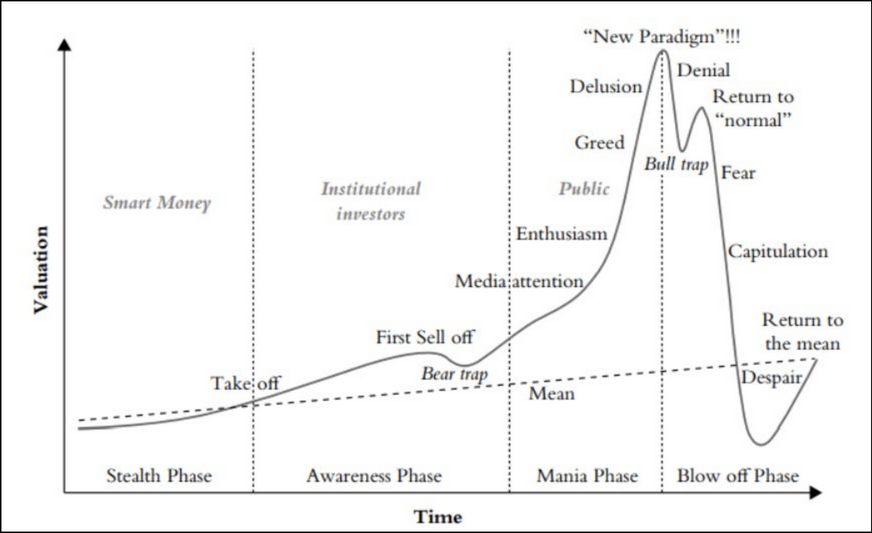 “New Paradigm”!!!
Denial
Delusion
Return to
“normal”
Greed
Bull trap
Fear
Smart Money
Institutional
investors
Public
Enthusiasm
Capitulation
Media attention
Valuation
First Sell off
Return to
the mean
Bear trap
Take off
Despair
Mean
Stealth Phase
Awareness Phase
Mania Phase
Blow off Phase
Time